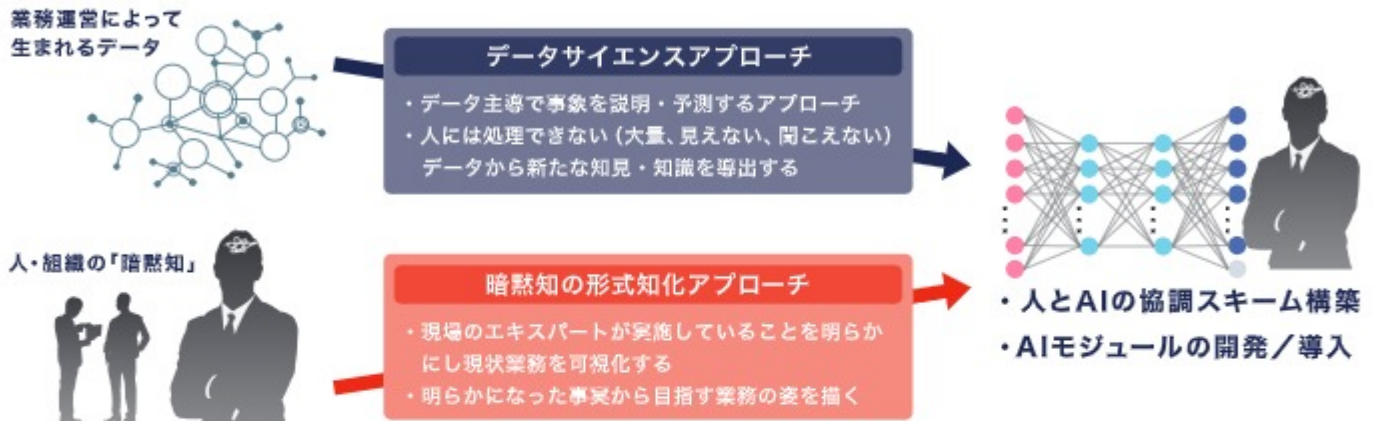 業務運営によって
生まれるデータ
データサイエンスアプローチ
・データ主導で事象を説明・予測するアプローチ
・人には処理できない(大量、見えない、聞こえない)
データから新たな知見・知識を導出する
人・組織の「暗黙知」
暗黙知の形式知化アプローチ
・現場のエキスパートが実施していることを明らか
にし現状業務を可視化する
・明らかになった事実から目指す業務の姿を描く
・人とAIの協調スキーム構築
・AIモジュールの開発/導入